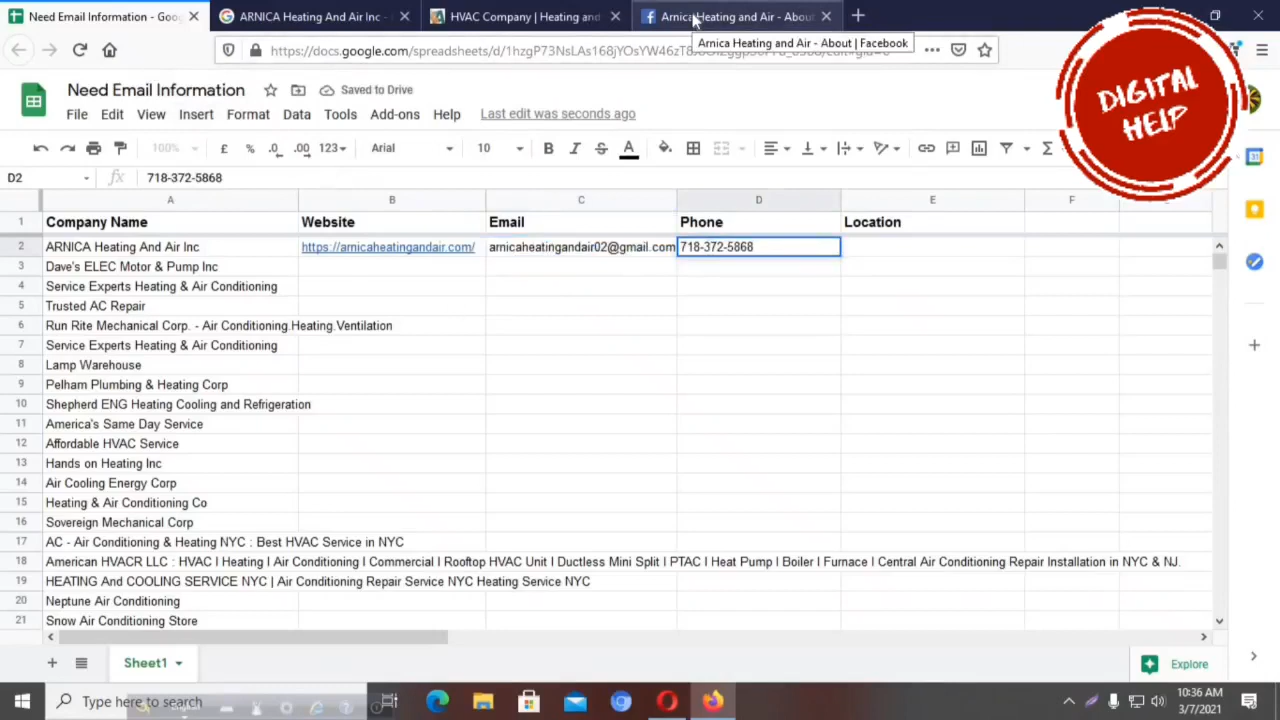 Need Email Information - Goo
ARNICA Heating And Air Inc -
HVAC Company | Heating and
Arnica Heating and Air - About
Arnica Heating and Air - About | Facebook
Need Email Information
Saved to Drive
File Edit View Insert Format Data Tools Add-ons Help Last edit was seconds ago
DIGITAL
HELP
100% £ % .0 .00 123 Arial 10 B I S A Σ
D2 fx 718-372-5868
A B C D E F
1 Company Name Website Email Phone Location
2 ARNICA Heating And Air Inc https://arnicaheatingandair.com/ arnicaheatingandair02@gmail.com 718-372-5868
3 Dave's ELEC Motor & Pump Inc
4 Service Experts Heating & Air Conditioning
5 Trusted AC Repair
6 Run Rite Mechanical Corp. - Air Conditioning.Heating.Ventilation
7 Service Experts Heating & Air Conditioning
8 Lamp Warehouse
9 Pelham Plumbing & Heating Corp
10 Shepherd ENG Heating Cooling and Refrigeration
11 America's Same Day Service
12 Affordable HVAC Service
13 Hands on Heating Inc
14 Air Cooling Energy Corp
15 Heating & Air Conditioning Co
16 Sovereign Mechanical Corp
17 AC - Air Conditioning & Heating NYC : Best HVAC Service in NYC
18 American HVACR LLC : HVAC I Heating I Air Conditioning I Commercial I Rooftop HVAC Unit I Ductless Mini Split I PTAC I Heat Pump I Boiler I Furnace I Central Air Conditioning Repair Installation in NYC & NJ.
19 HEATING And COOLING SERVICE NYC | Air Conditioning Repair Service NYC Heating Service NYC
20 Neptune Air Conditioning
21 Snow Air Conditioning Store
Sheet1
Explore
Type here to search
10:36 AM
3/7/2021